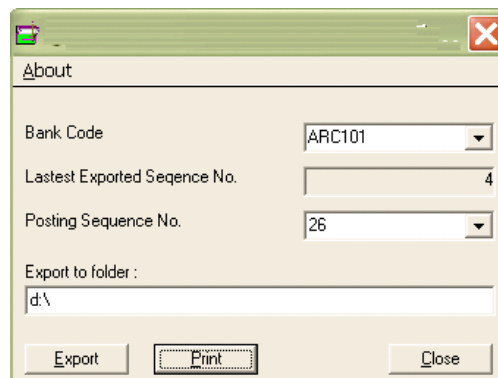 About
Bank Code ARC101
Lastest Exported Seqence No. 4
Posting Sequence No. 26
Export to folder :
d:\
Export Print Close